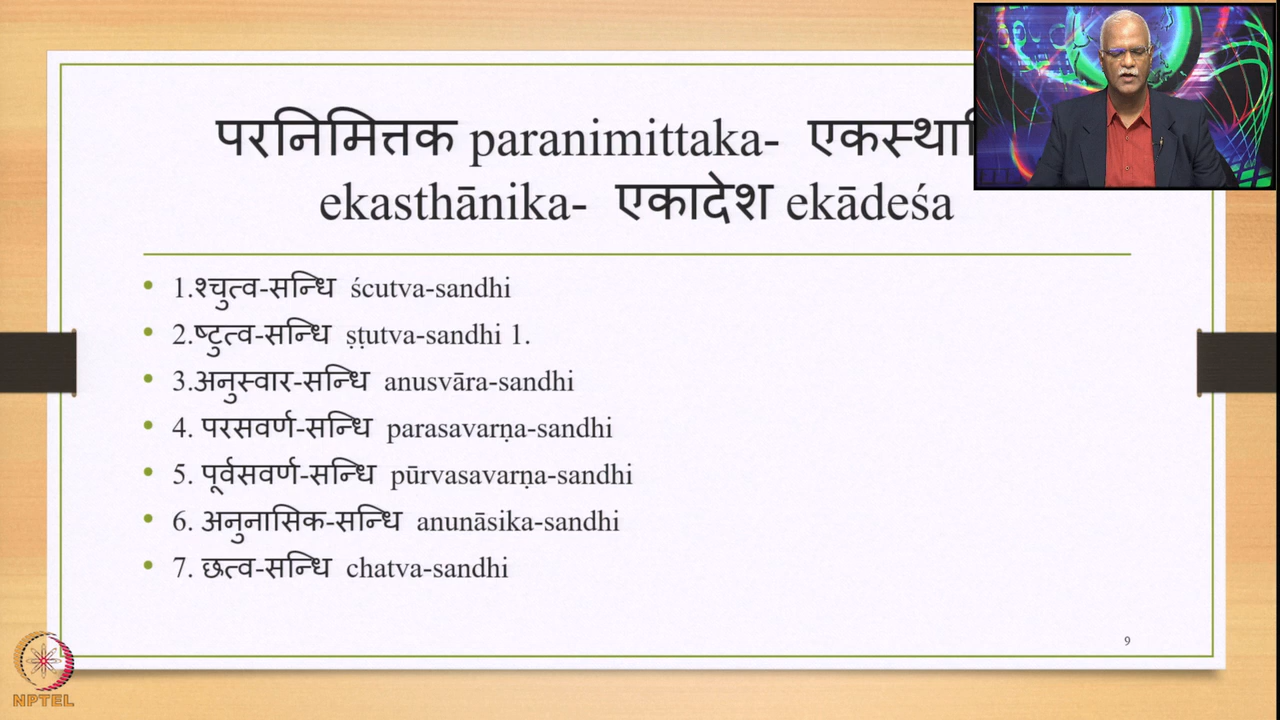 परनिमित्तक paranimittaka-
ekasthānika- एकादेश ekādeśa
1.श्चुत्व-सन्धि ścutva-sandhi
2.ष्टुत्व-सन्धि ṣṭutva-sandhi 1.
3.अनुस्वार-सन्धि anusvāra-sandhi
4. परसवर्ण-सन्धि parasavarṇa-sandhi
5. पूर्वसवर्ण-सन्धि pūrvasavarṇa-sandhi
6. अनुनासिक-सन्धि anunāsika-sandhi
7. छत्व-सन्धि chatva-sandhi
9
NPTEL